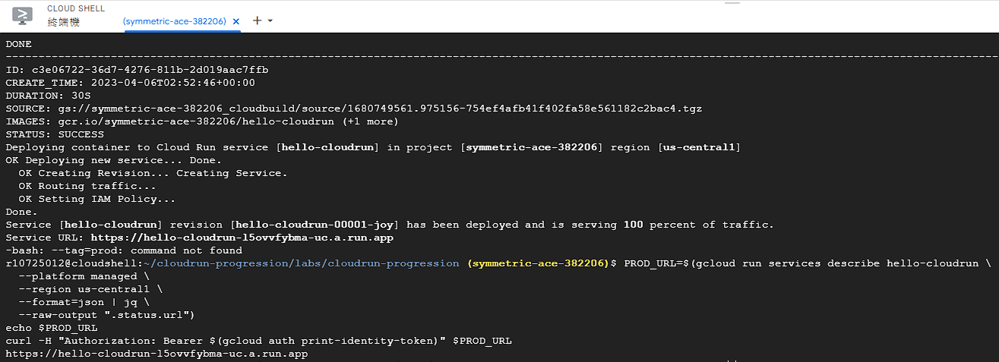 CLOUD SHELL
終端機
(symmetric-ace-382206) × +
DONE
--------------------------------------------------------------------------------
ID: c3e06722-36d7-4276-811b-2d019aac7ffb
CREATE_TIME: 2023-04-06T02:52:46+00:00
DURATION: 30S
SOURCE: gs://symmetric-ace-382206_cloudbuild/source/1680749561.975156-754ef4afb41f402fa58e561182c2bac4.tgz
IMAGES: gcr.io/symmetric-ace-382206/hello-cloudrun (+1 more)
STATUS: SUCCESS
Deploying container to Cloud Run service [hello-cloudrun] in project [symmetric-ace-382206] region [us-central1]
OK Deploying new service... Done.
  OK Creating Revision... Creating Service.
  OK Routing traffic...
  OK Setting IAM Policy...
Done.
Service [hello-cloudrun] revision [hello-cloudrun-00001-joy] has been deployed and is serving 100 percent of traffic.
Service URL: https://hello-cloudrun-l5ovvfybma-uc.a.run.app
-bash: --tag=prod: command not found
r10725012@cloudshell:~/cloudrun-progression/labs/cloudrun-progression (symmetric-ace-382206)$ PROD_URL=$(gcloud run services describe hello-cloudrun \
  --platform managed \
  --region us-central1 \
  --format=json | jq \
  --raw-output ".status.url")
echo $PROD_URL
curl -H "Authorization: Bearer $(gcloud auth print-identity-token)" $PROD_URL
https://hello-cloudrun-l5ovvfybma-uc.a.run.app